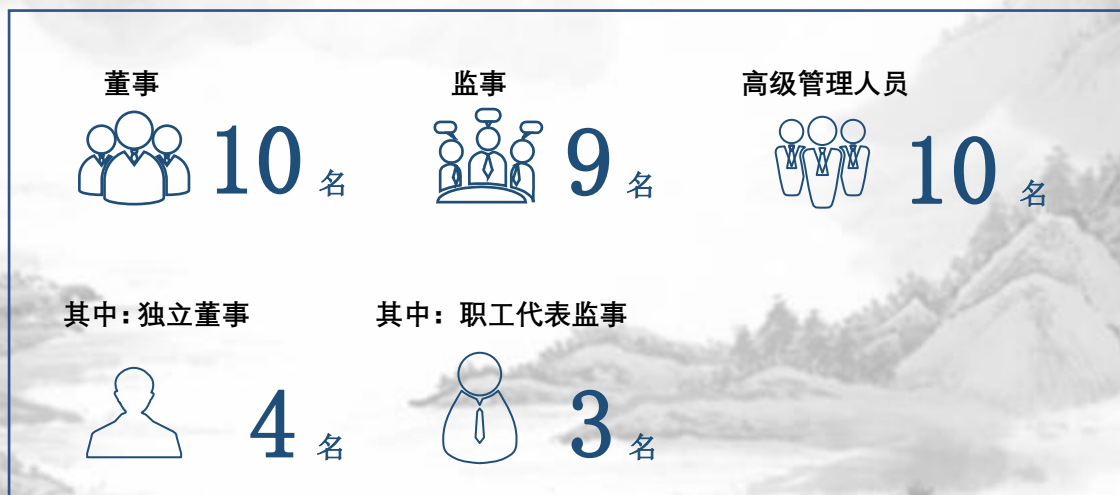 董事
10 名
监事
9 名
高级管理人员
10 名
其中：独立董事
4 名
其中：职工代表监事
3 名